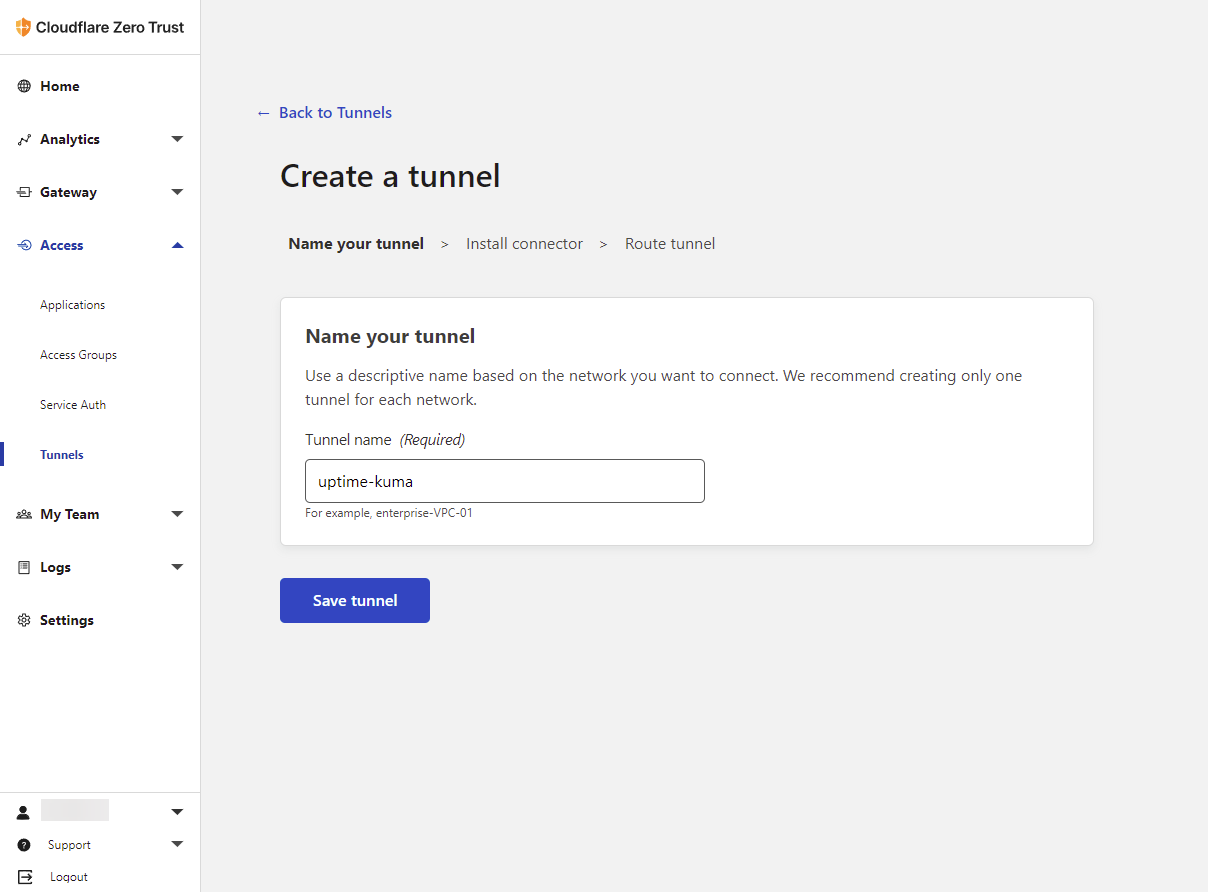 Cloudflare Zero Trust
Home
Analytics
Gateway
Access
Applications
Access Groups
Service Auth
Tunnels
My Team
Logs
Settings
Support
Logout
← Back to Tunnels
Create a tunnel
Name your tunnel > Install connector > Route tunnel
Name your tunnel
Use a descriptive name based on the network you want to connect. We recommend creating only one
tunnel for each network.
Tunnel name (Required)
uptime-kuma
For example, enterprise-VPC-01
Save tunnel